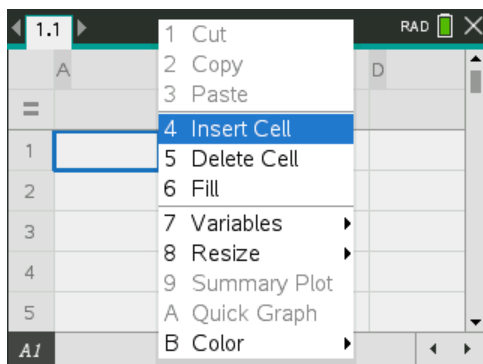 1.1 RAD
A D
=
1 Cut
2 Copy
3 Paste
4 Insert Cell
5 Delete Cell
6 Fill
7 Variables
8 Resize
9 Summary Plot
A Quick Graph
B Color
1
2
3
4
5
A1